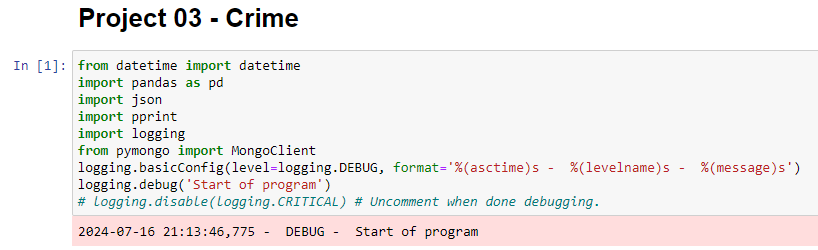 Project 03 - Crime
In [1]: from datetime import datetime
import pandas as pd
import json
import pprint
import logging
from pymongo import MongoClient
logging.basicConfig(level=logging.DEBUG, format='%(asctime)s -  %(levelname)s -  %(message)s')
logging.debug('Start of program')
# logging.disable(logging.CRITICAL) # Uncomment when done debugging.
2024-07-16 21:13:46,775 -  DEBUG -  Start of program